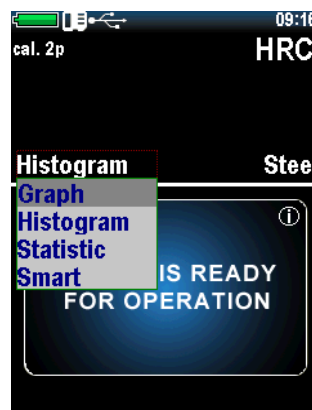 09:16
cal. 2p HRC
Histogram Stee
Graph
Histogram
Statistic
Smart
IS READY
FOR OPERATION